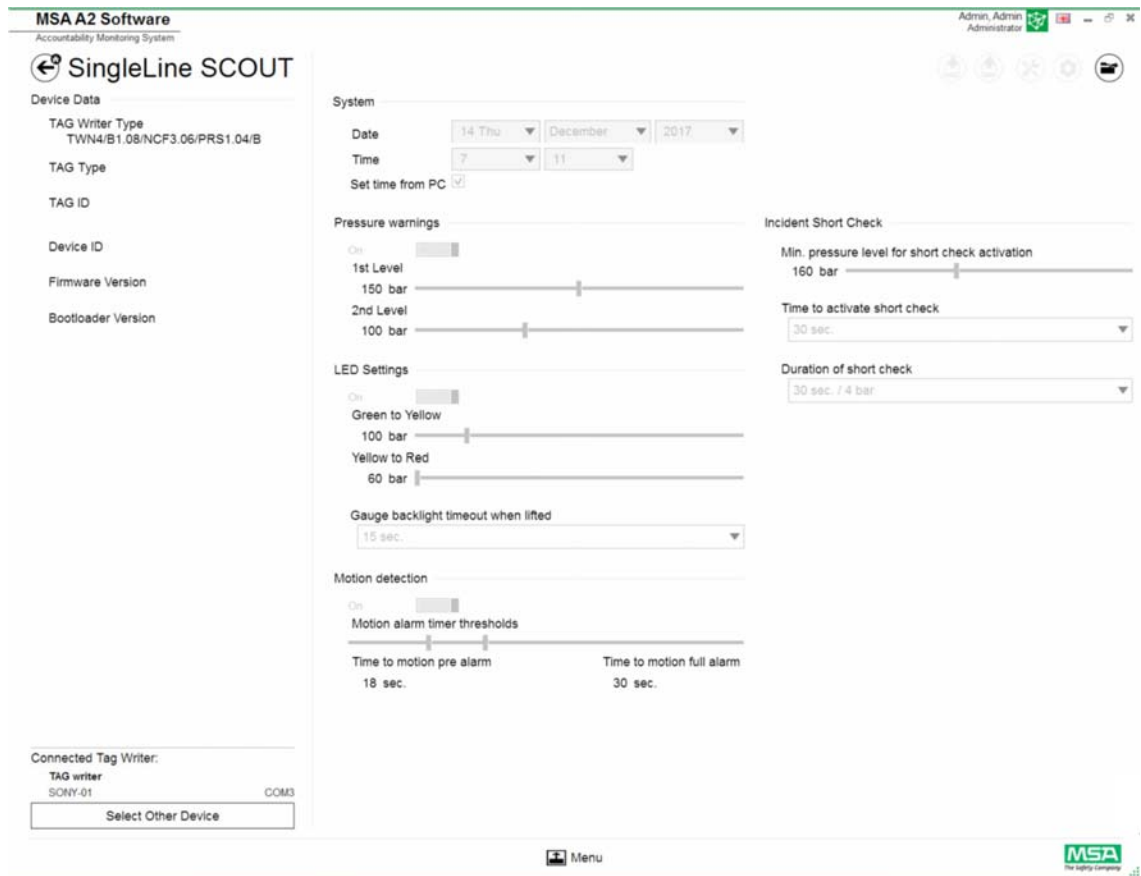 MSA A2 Software
Accountability Monitoring System
Admin, Admin
Administrator
SingleLine SCOUT
Device Data
TAG Writer Type
TWN4/B1.08/NCF3.06/PRS1.04/B
TAG Type
TAG ID
Device ID
Firmware Version
Bootloader Version
Connected Tag Writer:
TAG writer
SONY-01 COM3
Select Other Device
System
Date 14 Thu December 2017
Time 7 11
Set time from PC
Pressure warnings
On
1st Level
150 bar
2nd Level
100 bar
LED Settings
On
Green to Yellow
100 bar
Yellow to Red
60 bar
Gauge backlight timeout when lifted
15 sec.
Motion detection
On
Motion alarm timer thresholds
Time to motion pre alarm Time to motion full alarm
18 sec. 30 sec.
Incident Short Check
Min. pressure level for short check activation
160 bar
Time to activate short check
30 sec.
Duration of short check
30 sec. / 4 bar
Menu
MSA
The Safety Company